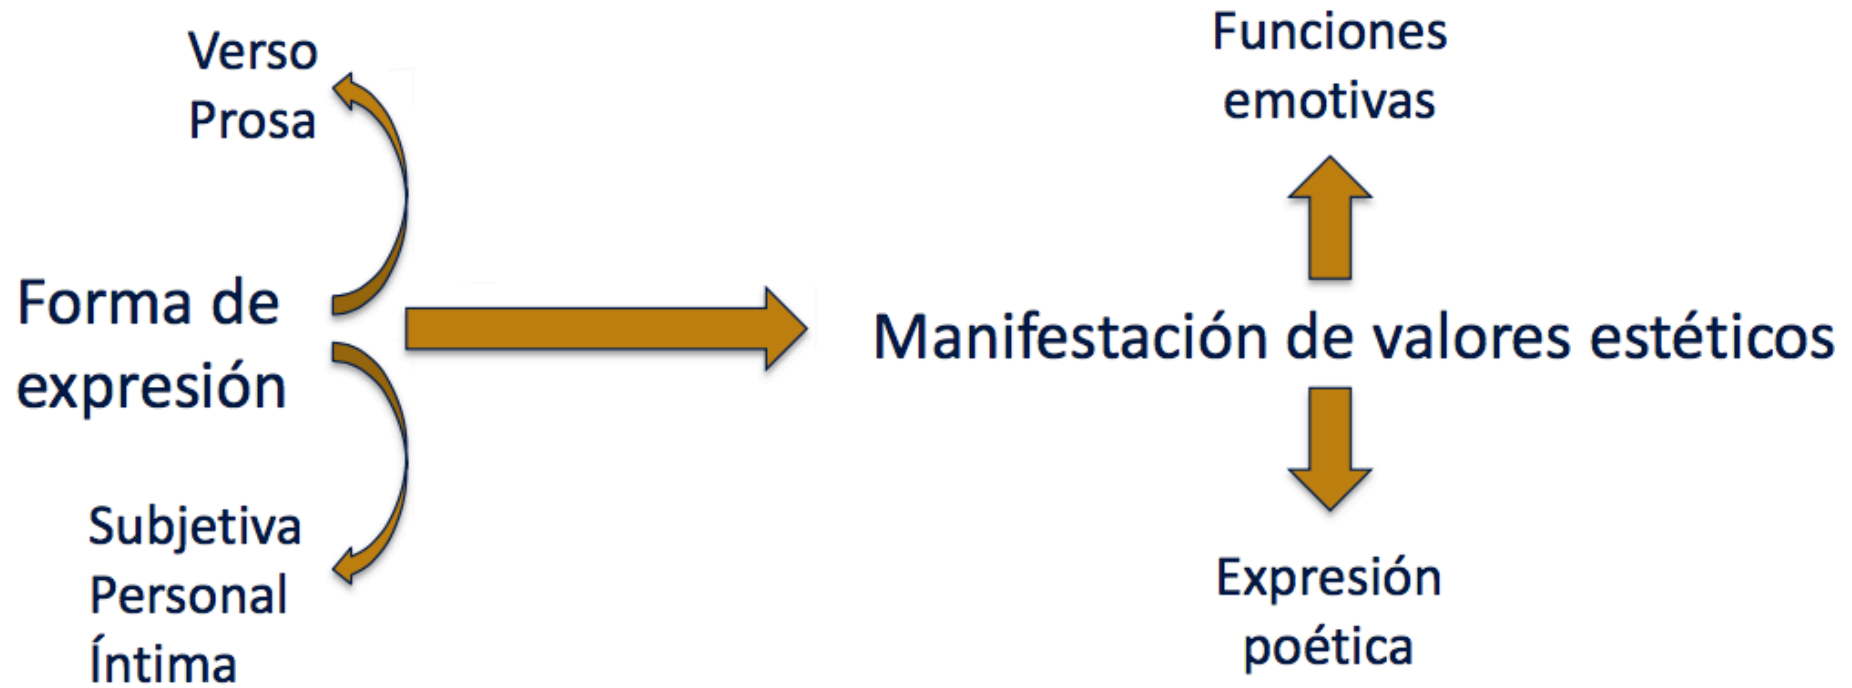 Verso
Prosa
Forma de
expresión
Subjetiva
Personal
Íntima
Funciones
emotivas
Manifestación de valores estéticos
Expresión
poética